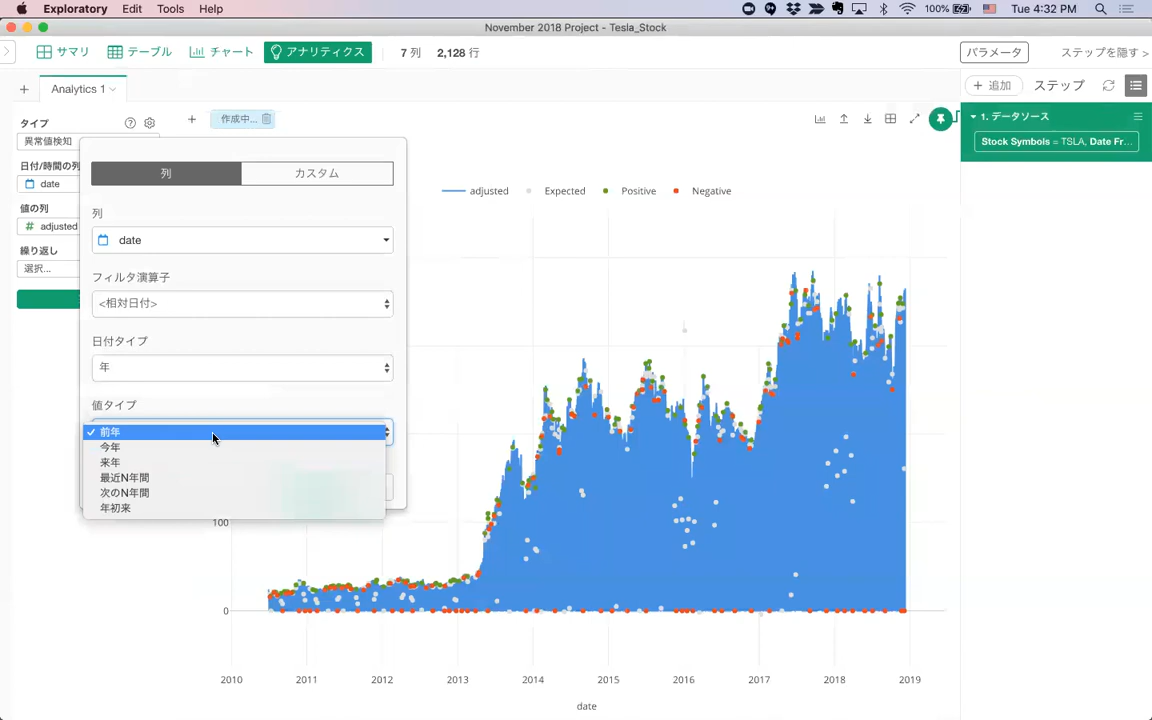 Exploratory Edit Tools Help 100% Tue 4:32 PM
November 2018 Project - Tesla_Stock
サマリ テーブル チャート アナリティクス 7 列 2,128 行 パラメータ ステップを隠す >
+ Analytics 1 + 追加 ステップ
タイプ + 作成中... 1. データソース
異常値検知 Stock Symbols = TSLA, Date Fr...
日付/時間の列
date
値の列
# adjusted
繰り返し
選択...
列 カスタム
列
date
フィルタ演算子
<相対日付>
日付タイプ
年
値タイプ
前年
今年
来年
最近N年間
次のN年間
年初来
adjusted Expected Positive Negative
100
0
2010 2011 2012 2013 2014 2015 2016 2017 2018 2019
date